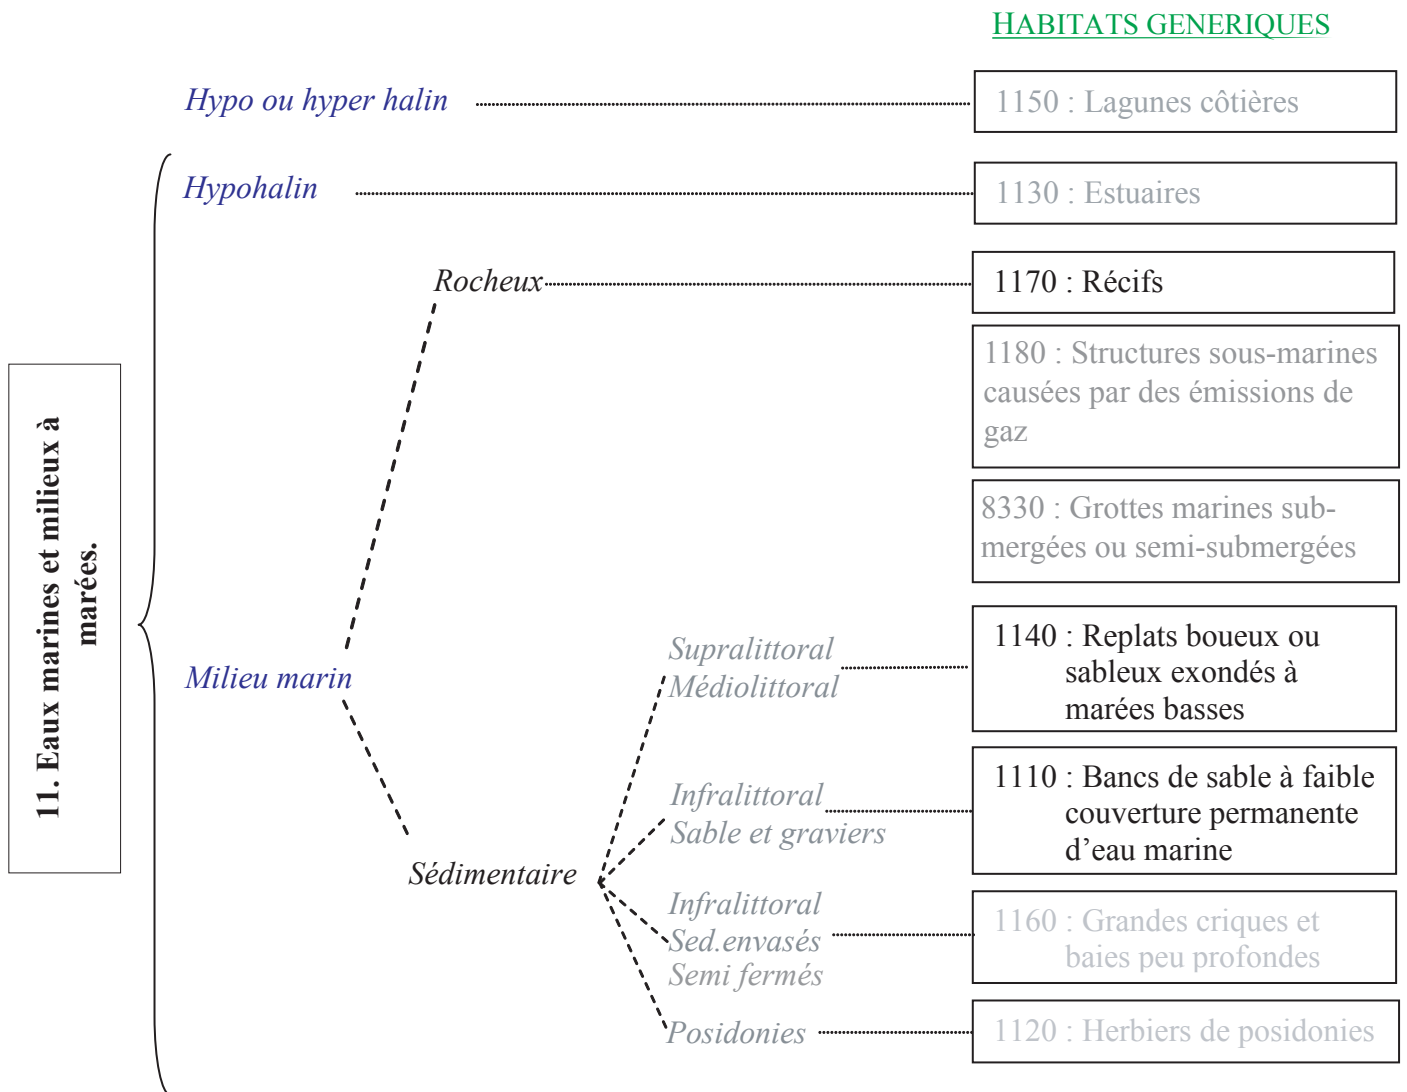 HABITATS GENERIQUES
Hypo ou hyper halin
1150 : Lagunes côtières
Hypohalin
1130 : Estuaires
Rocheux
1170 : Récifs
1180 : Structures sous-marines
causées par des émissions de
gaz
8330 : Grottes marines sub-
mergées ou semi-submergées
11. Eaux marines et milieux à
marées.
Milieu marin
Supralittoral
Médiolittoral
1140 : Replats boueux ou
sableux exondés à
marées basses
Infralittoral
Sable et graviers
1110 : Bancs de sable à faible
couverture permanente
d'eau marine
Sédimentaire
Infralittoral
Sed.envasés
Semi fermés
1160 : Grandes criques et
baies peu profondes
Posidonies
1120 : Herbiers de posidonies